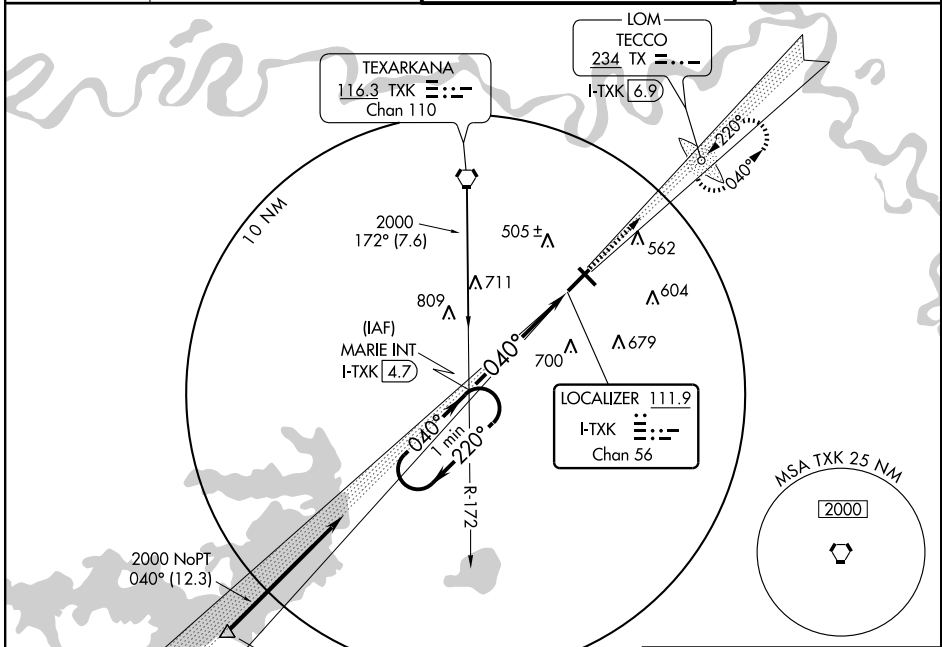 LOM
TECCO
234 TX
I-TXK 6.9
TEXARKANA
116.3 TXK
Chan 110
220°
040°
10 NM
2000
172° (7.6)
505 ±
562
711
809
604
(IAF)
MARIE INT
I-TXK 4.7
040°
700
679
LOCALIZER 111.9
I-TXK
Chan 56
040°
1 min
220°
R-172
MSA TXK 25 NM
2000
2000 NoPT
040° (12.3)